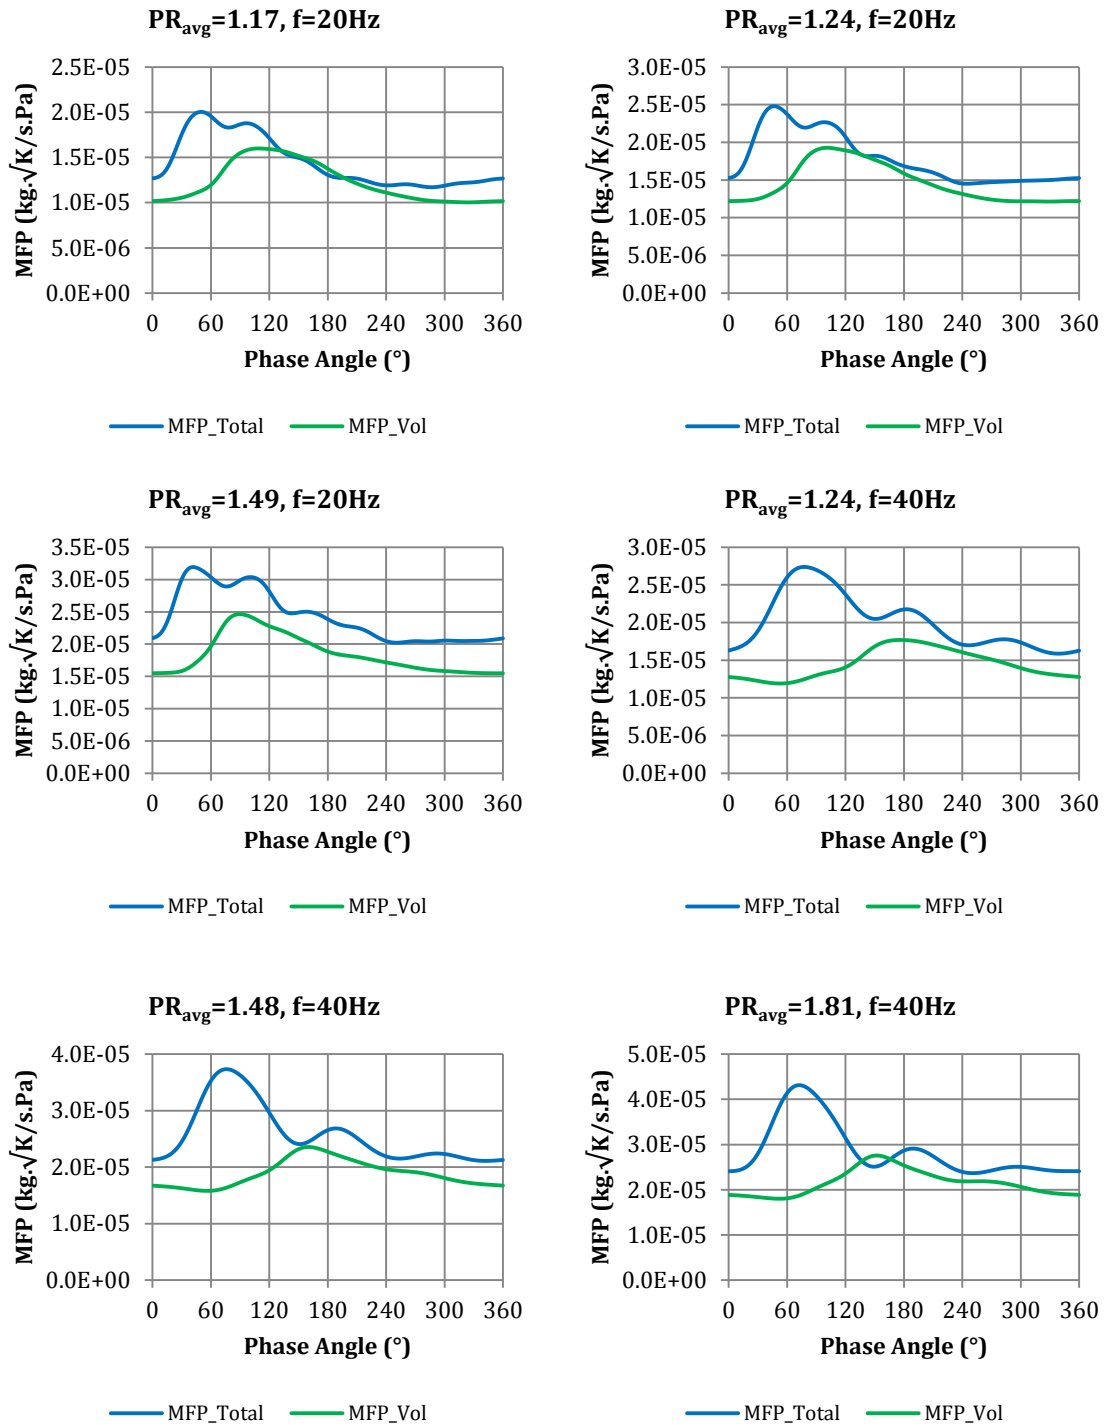 PRavg=1.17, f=20Hz
MFP (kg.√K/s.Pa)
2.5E-05
2.0E-05
1.5E-05
1.0E-05
5.0E-06
0.0E+00
0 60 120 180 240 300 360
Phase Angle (°)
MFP_Total MFP_Vol
PRavg=1.24, f=20Hz
MFP (kg.√K/s.Pa)
3.0E-05
2.5E-05
2.0E-05
1.5E-05
1.0E-05
5.0E-06
0.0E+00
0 60 120 180 240 300 360
Phase Angle (°)
MFP_Total MFP_Vol
PRavg=1.49, f=20Hz
MFP (kg.√K/s.Pa)
3.5E-05
3.0E-05
2.5E-05
2.0E-05
1.5E-05
1.0E-05
5.0E-06
0.0E+00
0 60 120 180 240 300 360
Phase Angle (°)
MFP_Total MFP_Vol
PRavg=1.24, f=40Hz
MFP (kg.√K/s.Pa)
3.0E-05
2.5E-05
2.0E-05
1.5E-05
1.0E-05
5.0E-06
0.0E+00
0 60 120 180 240 300 360
Phase Angle (°)
MFP_Total MFP_Vol
PRavg=1.48, f=40Hz
MFP (kg.√K/s.Pa)
4.0E-05
3.0E-05
2.0E-05
1.0E-05
0.0E+00
0 60 120 180 240 300 360
Phase Angle (°)
MFP_Total MFP_Vol
PRavg=1.81, f=40Hz
MFP (kg.√K/s.Pa)
5.0E-05
4.0E-05
3.0E-05
2.0E-05
1.0E-05
0.0E+00
0 60 120 180 240 300 360
Phase Angle (°)
MFP_Total MFP_Vol